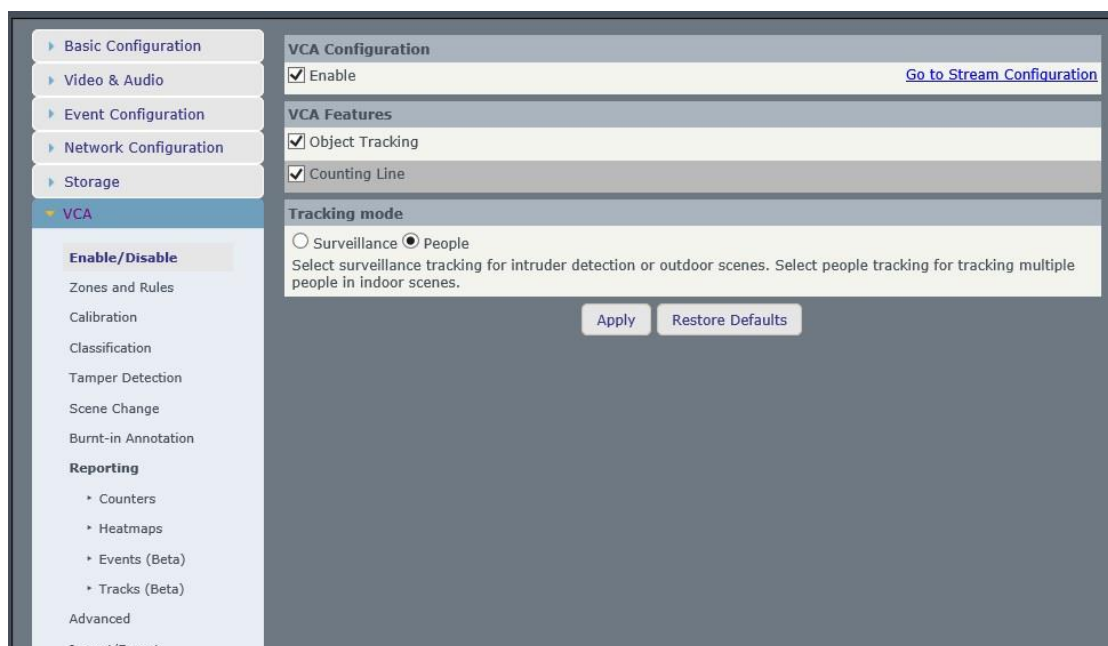 Basic Configuration
Video & Audio
Event Configuration
Network Configuration
Storage
VCA
Enable/Disable
Zones and Rules
Calibration
Classification
Tamper Detection
Scene Change
Burnt-in Annotation
Reporting
Counters
Heatmaps
Events (Beta)
Tracks (Beta)
Advanced
VCA Configuration
Enable
Go to Stream Configuration
VCA Features
Object Tracking
Counting Line
Tracking mode
Surveillance People
Select surveillance tracking for intruder detection or outdoor scenes. Select people tracking for tracking multiple
people in indoor scenes.
Apply Restore Defaults